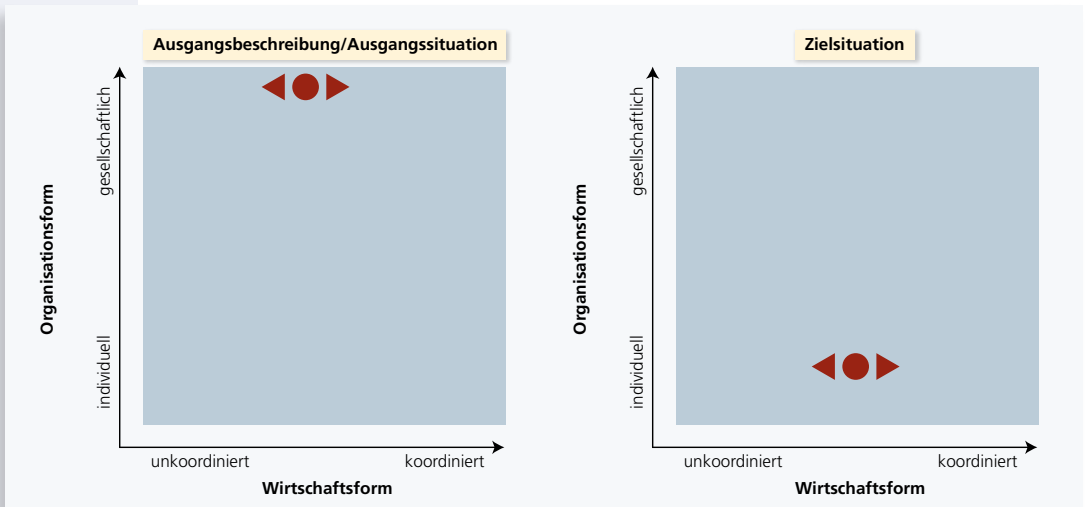 Ausgangsbeschreibung/Ausgangssituation
Organisationsform
gesellschaftlich
individuell
unkoordiniert
koordiniert
Wirtschaftsform
Zielsituation
Organisationsform
gesellschaftlich
individuell
unkoordiniert
koordiniert
Wirtschaftsform